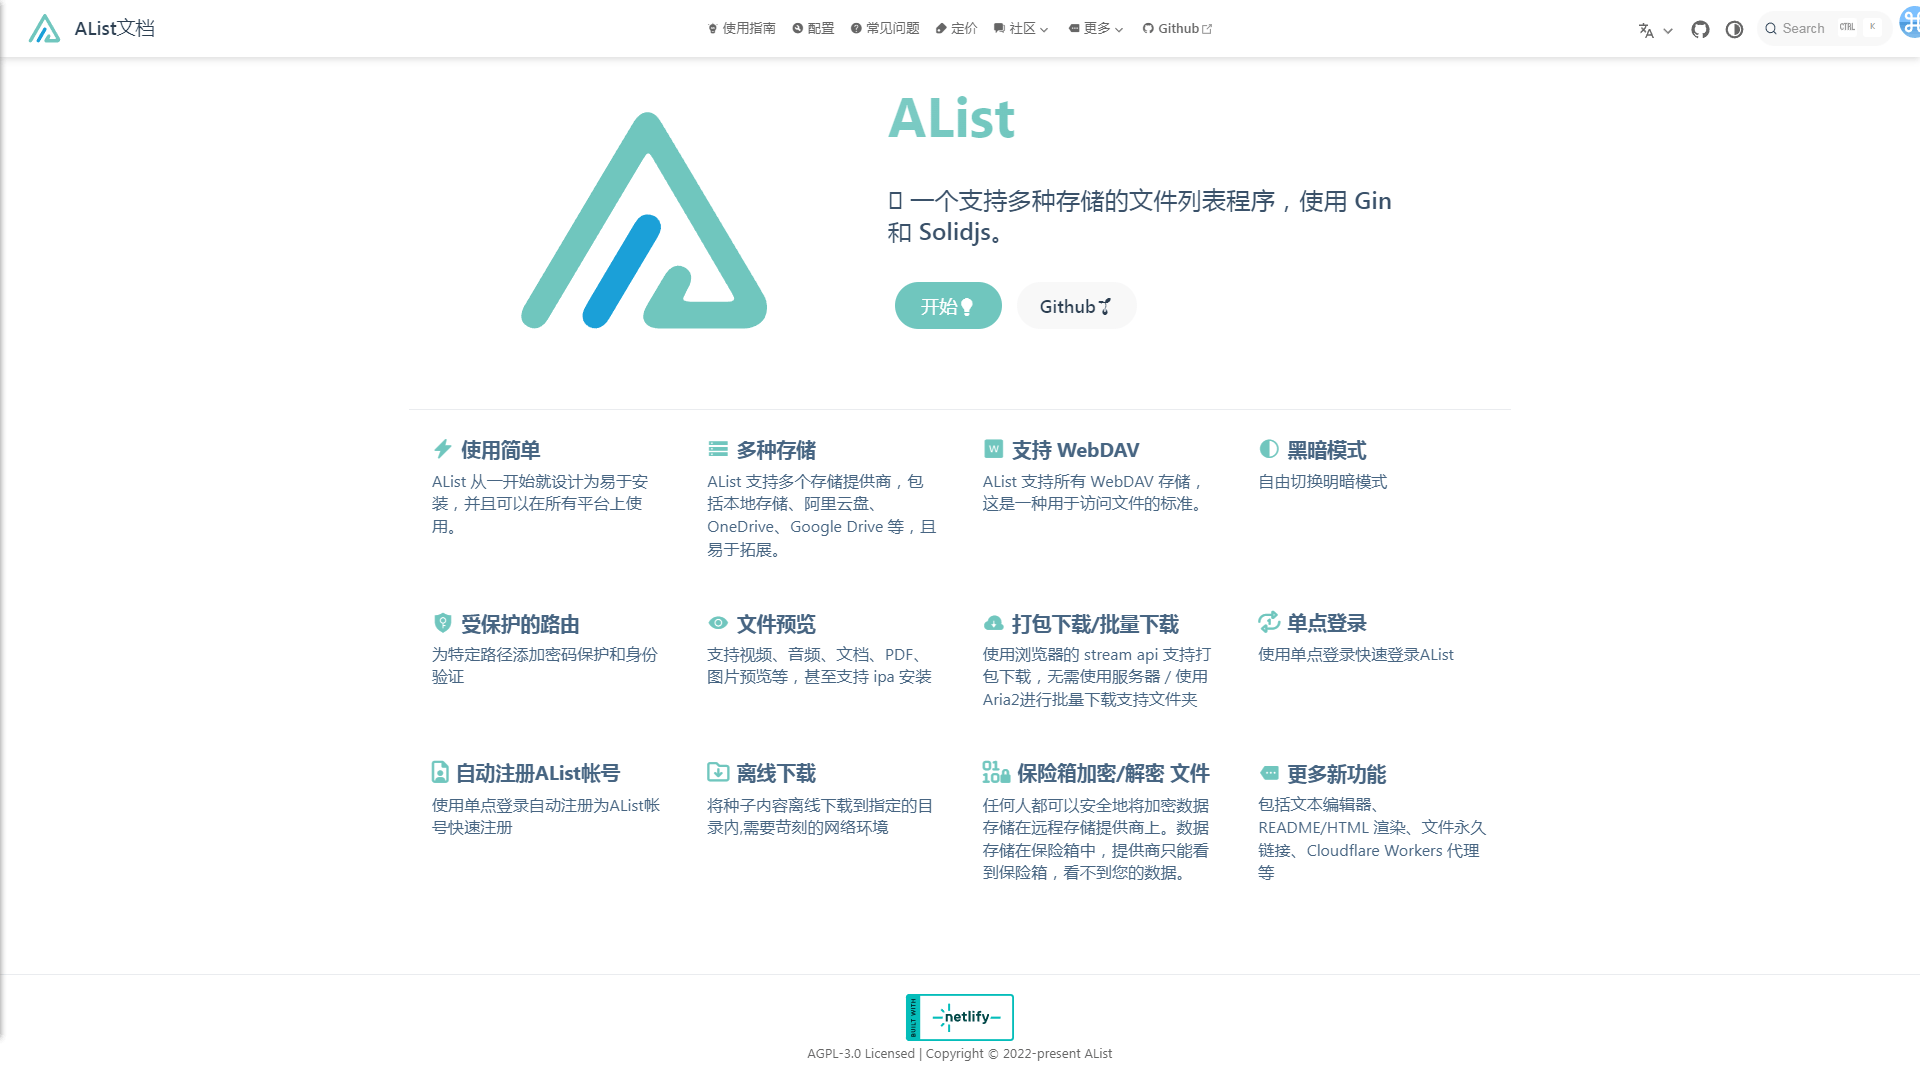 AList文档
使用指南 配置 常见问题 定价 社区 更多 Github
Search CTRL K
AList
一个支持多种存储的文件列表程序，使用 Gin
和 Solidjs。
开始 Github
使用简单
AList 从一开始就设计为易于安
装，并且可以在所有平台上使
用。
多种存储
AList 支持多个存储提供商，包
括本地存储、阿里云盘、
OneDrive、Google Drive 等，且
易于拓展。
W 支持 WebDAV
AList 支持所有 WebDAV 存储，
这是一种用于访问文件的标准。
黑暗模式
自由切换明暗模式
受保护的路由
为特定路径添加密码保护和身份
验证
文件预览
支持视频、音频、文档、PDF、
图片预览等，甚至支持 ipa 安装
打包下载/批量下载
使用浏览器的 stream api 支持打
包下载，无需使用服务器 / 使用
Aria2进行批量下载支持文件夹
单点登录
使用单点登录快速登录AList
自动注册AList帐号
使用单点登录自动注册为AList帐
号快速注册
离线下载
将种子内容离线下载到指定的目
录内,需要苛刻的网络环境
保险箱加密/解密 文件
任何人都可以安全地将加密数据
存储在远程存储提供商上。数据
存储在保险箱中，提供商只能看
到保险箱，看不到您的数据。
更多新功能
包括文本编辑器、
README/HTML 渲染、文件永久
链接、Cloudflare Workers 代理
等
BUILT WITH netlify
AGPL-3.0 Licensed | Copyright © 2022-present AList